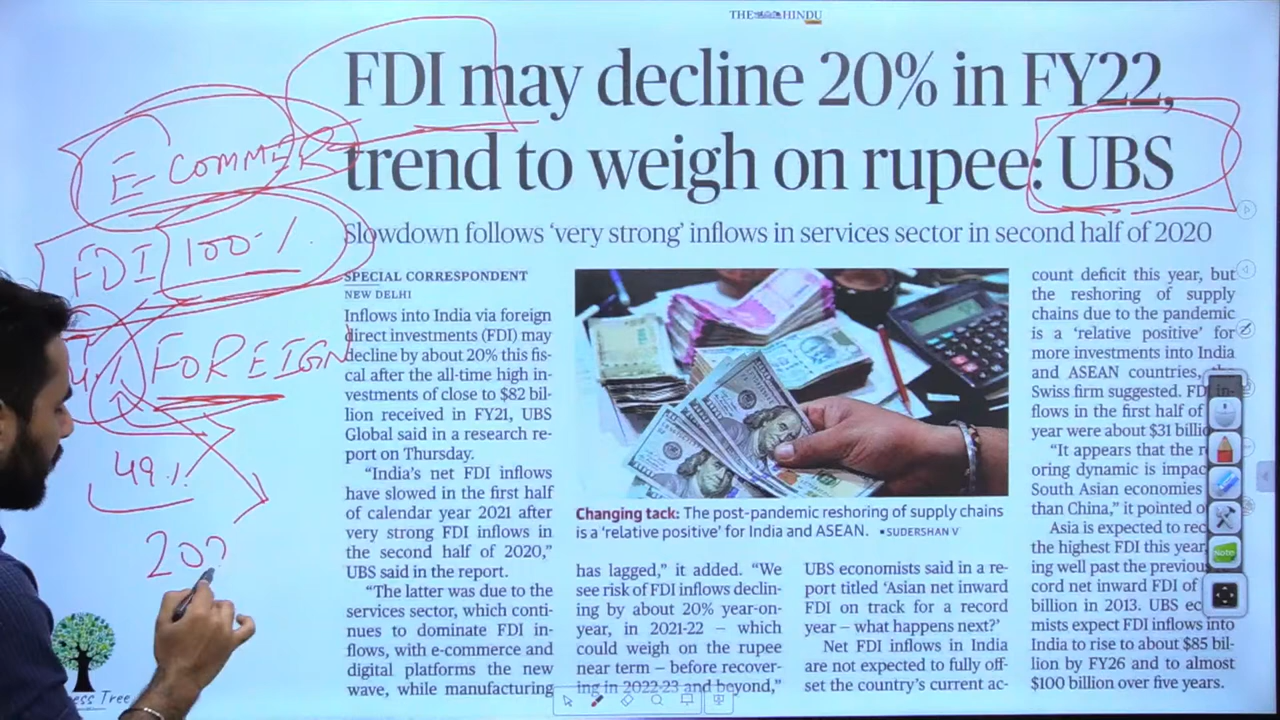 THE HINDU
FDI may decline 20% in FY22,
trend to weigh on rupee: UBS
Slowdown follows ‘very strong’ inflows in services sector in second half of 2020
E-COMMER
FDI 100%
FOREIGN
49%
SPECIAL CORRESPONDENT
NEW DELHI
Inflows into India via foreign
direct investments (FDI) may
decline by about 20% this fis-
cal after the all-time high in-
vestments of close to $82 bil-
lion received in FY21, UBS
Global said in a research re-
port on Thursday.
“India’s net FDI inflows
have slowed in the first half
of calendar year 2021 after
very strong FDI inflows in
the second half of 2020,”
UBS said in the report.
“The latter was due to the
services sector, which conti-
nues to dominate FDI in-
flows, with e-commerce and
digital platforms the new
wave, while manufacturing
Changing tack: The post-pandemic reshoring of supply chains
is a ‘relative positive’ for India and ASEAN. •SUDERSHAN V
has lagged,” it added. “We
see risk of FDI inflows declin-
ing by about 20% year-on-
year, in 2021-22 – which
could weigh on the rupee
near term – before recover-
ing in 2022-23 and beyond,”
UBS economists said in a re-
port titled ‘Asian net inward
FDI on track for a record
year – what happens next?’
Net FDI inflows in India
are not expected to fully off-
set the country’s current ac-
count deficit this year, but
the reshoring of supply
chains due to the pandemic
is a ‘relative positive’ for
more investments into India
and ASEAN countries, the
Swiss firm suggested. FDI in-
flows in the first half of
year were about $31 billio
“It appears that the r
oring dynamic is impac
South Asian economies
than China,” it pointed o
Asia is expected to rec
the highest FDI this year
ing well past the previou
cord net inward FDI of
billion in 2013. UBS ec
mists expect FDI inflows into
India to rise to about $85 bil-
lion by FY26 and to almost
$100 billion over five years.
Note
ess Tree